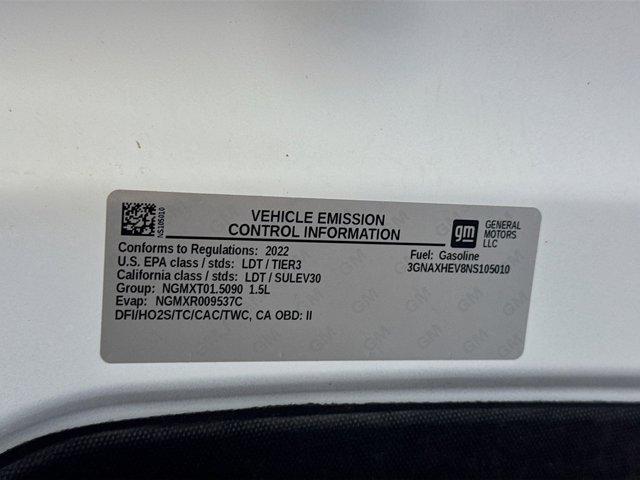 NS105010
VEHICLE EMISSION
CONTROL INFORMATION
gm
GENERAL
MOTORS
LLC
Conforms to Regulations: 2022
U.S. EPA class / stds: LDT / TIER3
California class / stds: LDT / SULEV30
Group: NGMXT01.5090 1.5L
Evap: NGMXR009537C
DFI/HO2S/TC/CAC/TWC, CA OBD: II
Fuel: Gasoline
3GNAXHEV8NS105010